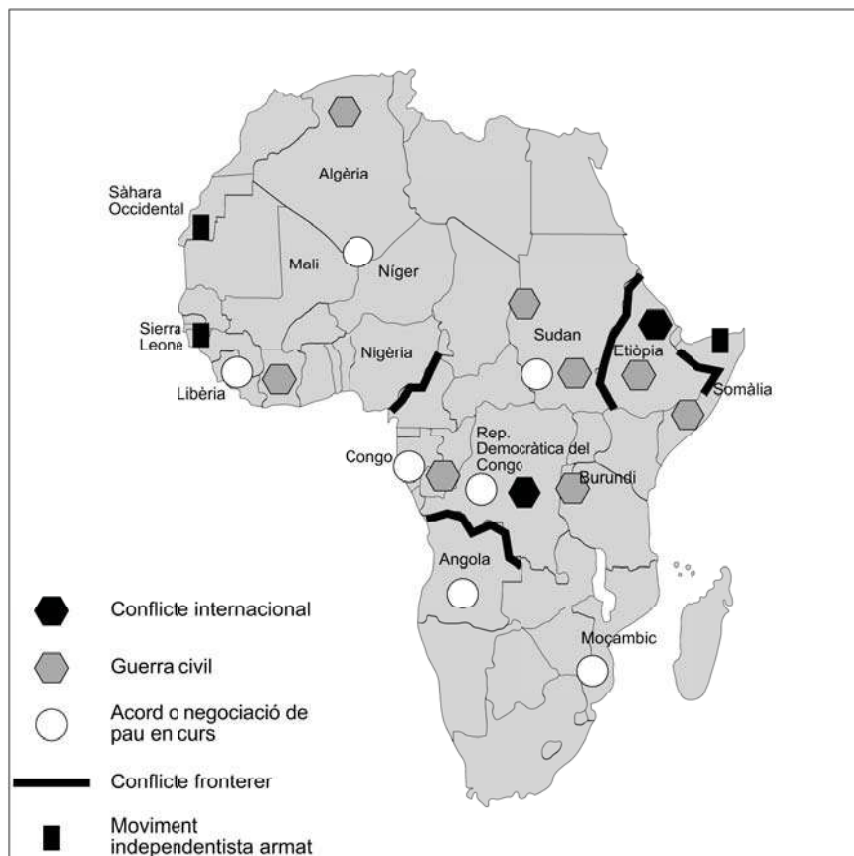 Algèria
Sàhara
Occidental
Mali
Níger
Sierra
Leone
Nigèria
Sudan
Etiòpia
Libèria
Somàlia
Congo
Rep.
Democràtica del
Congo
Burundi
Angola
Moçambic
Conflicte internacional
Guerra civil
Acord o negociació de
pau en curs
Conflicte fronterer
Moviment
independentista armat